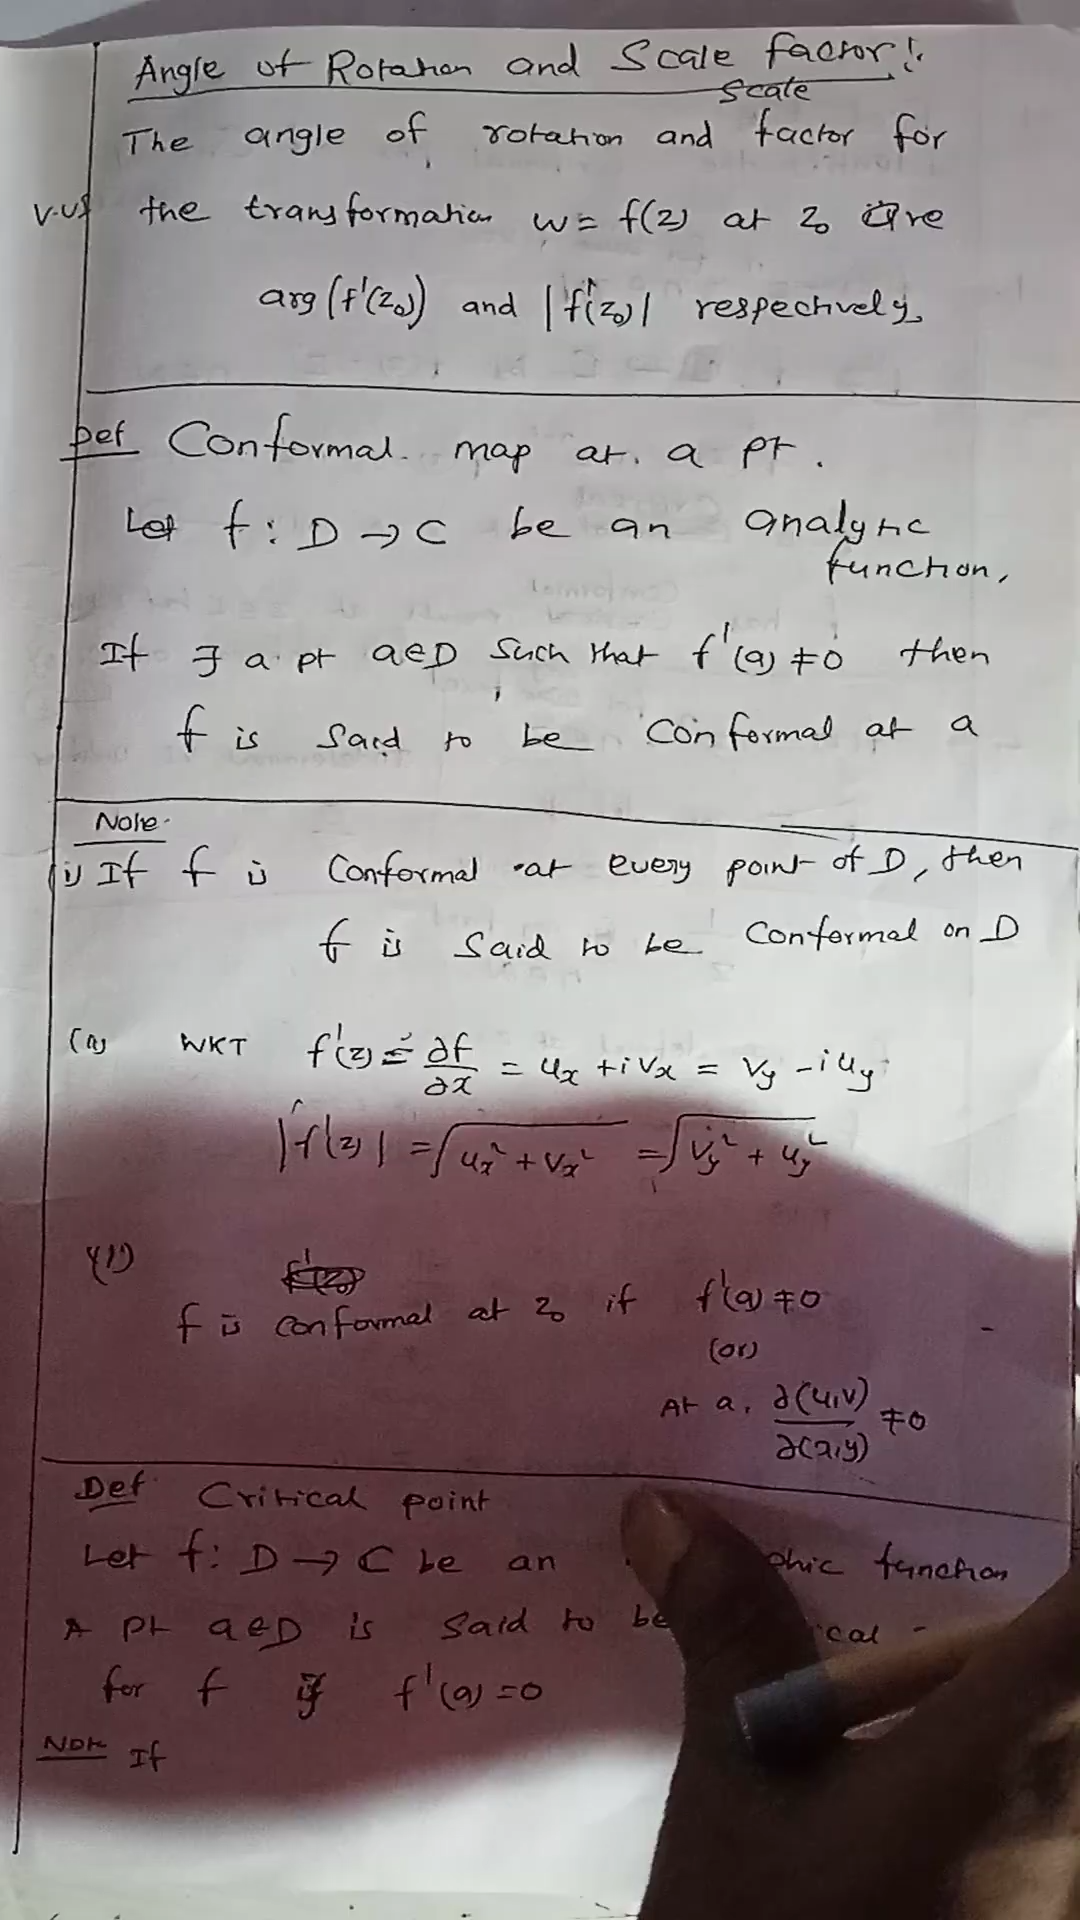 Angle of Rotation and Scale factor:
scale
The angle of rotation and factor for
the transformation w = f(z) at z₀ are
arg(f'(z₀)) and |f'(z₀)| respectively.
Def Conformal map at a pt.
Let f : D → C be an analytic
function,
If ∃ a pt a∈D such that f'(a) ≠ 0 then
f is said to be conformal at a
Note
i) If f is Conformal at every point of D, then
f is said to be Conformal on D
WKT f'(z) = ∂f/∂x = uₓ + i vₓ = v_y - i u_y
|f'(z)| = √(uₓ² + vₓ²) = √(v_y² + u_y²)
f is conformal at z₀ if f'(a) ≠ 0
(or)
At a, ∂(u,v)/∂(x,y) ≠ 0
Def Critical point
Let f : D → C be an function
A pt a∈D is said to be
for f if f'(a) = 0
Note If